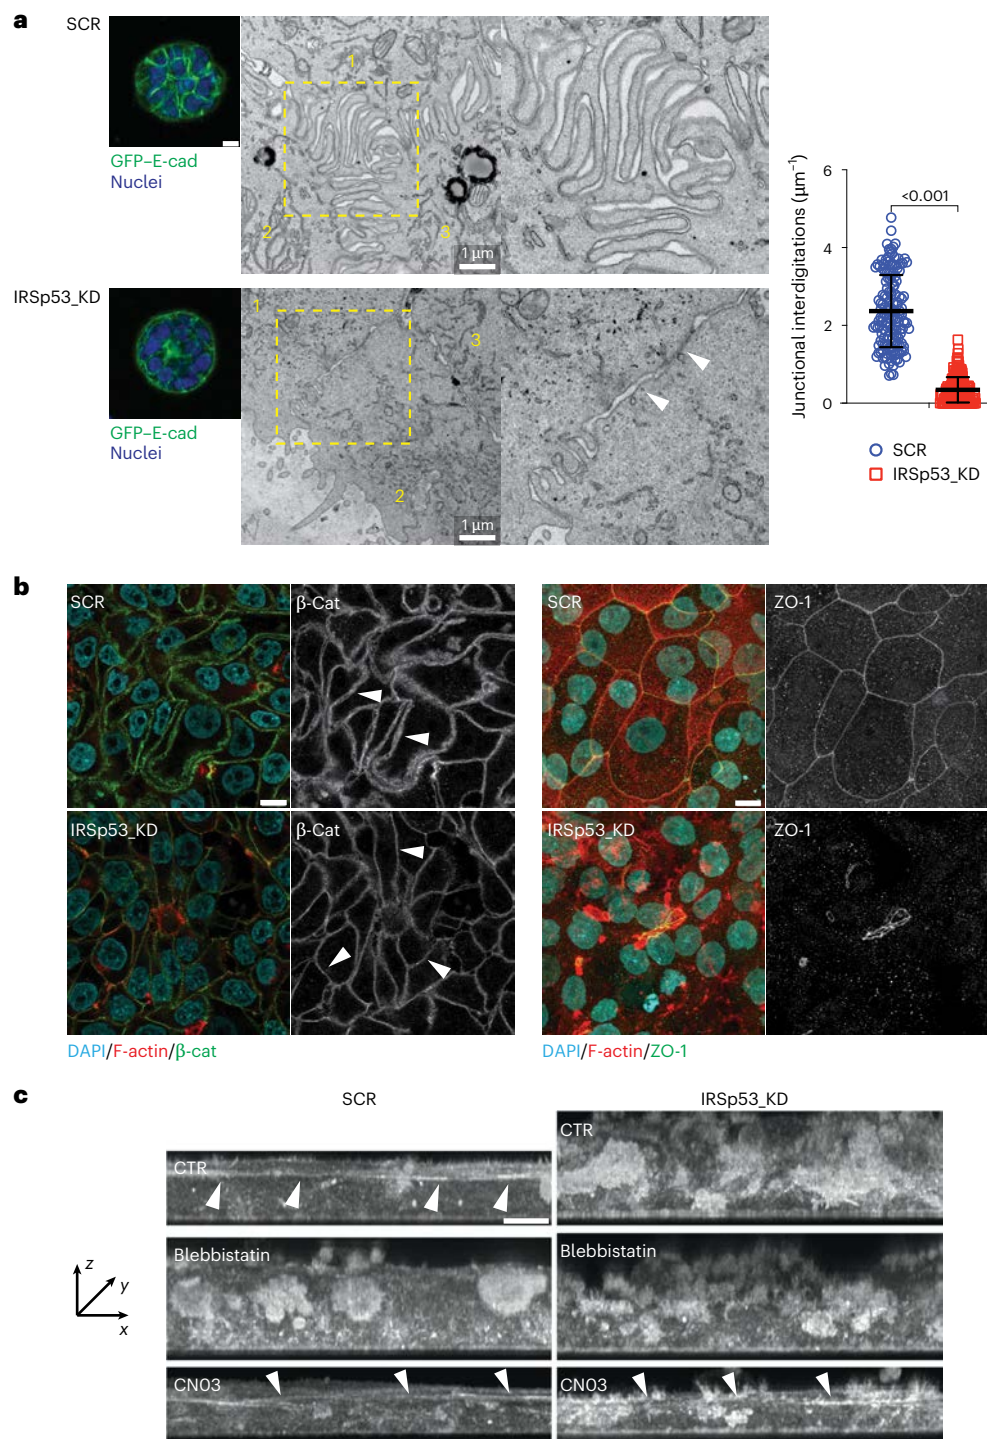 a
SCR
GFP–E-cad
Nuclei
1
2
3
1 µm
IRSp53_KD
GFP–E-cad
Nuclei
1
3
2
1 µm
Junctional interdigitations (µm⁻¹)
6
4
2
0
<0.001
SCR
IRSp53_KD
b
SCR
β-Cat
SCR
ZO-1
IRSp53_KD
β-Cat
IRSp53_KD
ZO-1
DAPI/F-actin/β-cat
DAPI/F-actin/ZO-1
c
SCR
IRSp53_KD
CTR
CTR
Blebbistatin
Blebbistatin
z
y
x
CN03
CN03